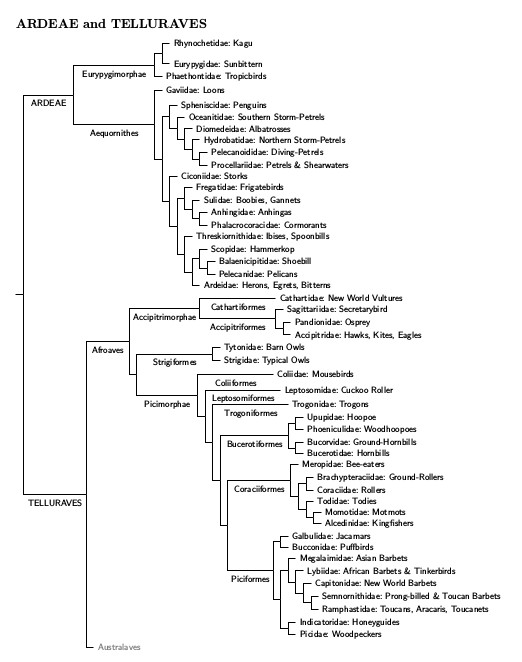 ARDEAE and TELLURAVES
Rhynochetidae: Kagu
Eurypygidae: Sunbittern
Eurypygimorphae
Phaethontidae: Tropicbirds
Gaviidae: Loons
ARDEAE
Spheniscidae: Penguins
Oceanitidae: Southern Storm-Petrels
Diomedeidae: Albatrosses
Aequornithes
Hydrobatidae: Northern Storm-Petrels
Pelecanoididae: Diving-Petrels
Procellariidae: Petrels & Shearwaters
Ciconiidae: Storks
Fregatidae: Frigatebirds
Sulidae: Boobies, Gannets
Anhingidae: Anhingas
Phalacrocoracidae: Cormorants
Threskiornithidae: Ibises, Spoonbills
Scopidae: Hammerkop
Balaenicipitidae: Shoebill
Pelecanidae: Pelicans
Ardeidae: Herons, Egrets, Bitterns
Cathartidae: New World Vultures
Cathartiformes
Sagittariidae: Secretarybird
Accipitrimorphae
Pandionidae: Osprey
Accipitriformes
Accipitridae: Hawks, Kites, Eagles
Tytonidae: Barn Owls
Afroaves
Strigidae: Typical Owls
Strigiformes
Coliidae: Mousebirds
Coliiformes
Leptosomidae: Cuckoo Roller
Leptosomiformes
Picimorphae
Trogonidae: Trogons
Trogoniformes
Upupidae: Hoopoe
Phoeniculidae: Woodhoopoes
Bucerotiformes
Bucorvidae: Ground-Hornbills
Bucerotidae: Hornbills
Meropidae: Bee-eaters
Brachypteraciidae: Ground-Rollers
Coraciiformes
Coraciidae: Rollers
Todidae: Todies
TELLURAVES
Momotidae: Motmots
Alcedinidae: Kingfishers
Galbulidae: Jacamars
Bucconidae: Puffbirds
Megalaimidae: Asian Barbets
Lybiidae: African Barbets & Tinkerbirds
Piciformes
Capitonidae: New World Barbets
Semnornithidae: Prong-billed & Toucan Barbets
Ramphastidae: Toucans, Aracaris, Toucanets
Indicatoridae: Honeyguides
Picidae: Woodpeckers
Australaves